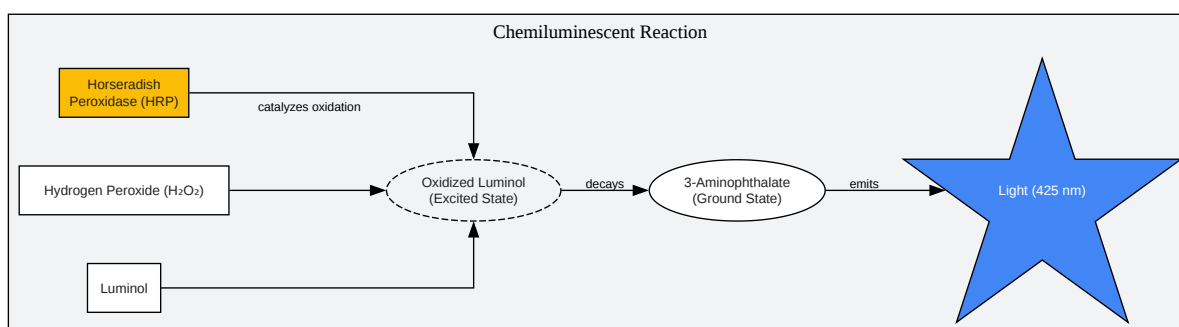 Chemiluminescent Reaction
Horseradish
Peroxidase (HRP)
catalyzes oxidation
Hydrogen Peroxide (H₂O₂)
Oxidized Luminol
(Excited State)
decays
3-Aminophthalate
(Ground State)
emits
Light (425 nm)
Luminol